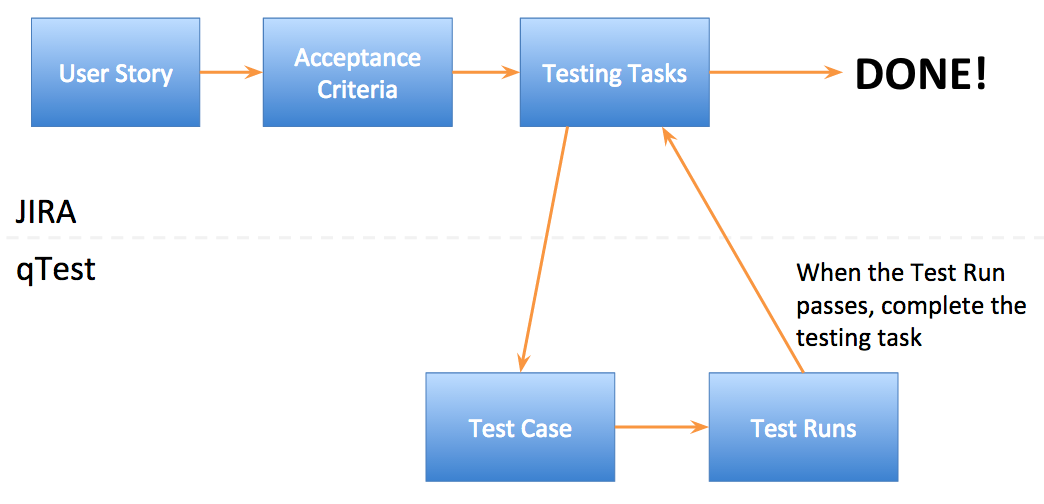 User Story
Acceptance
Criteria
Testing Tasks
DONE!
JIRA
qTest
When the Test Run
passes, complete the
testing task
Test Case
Test Runs